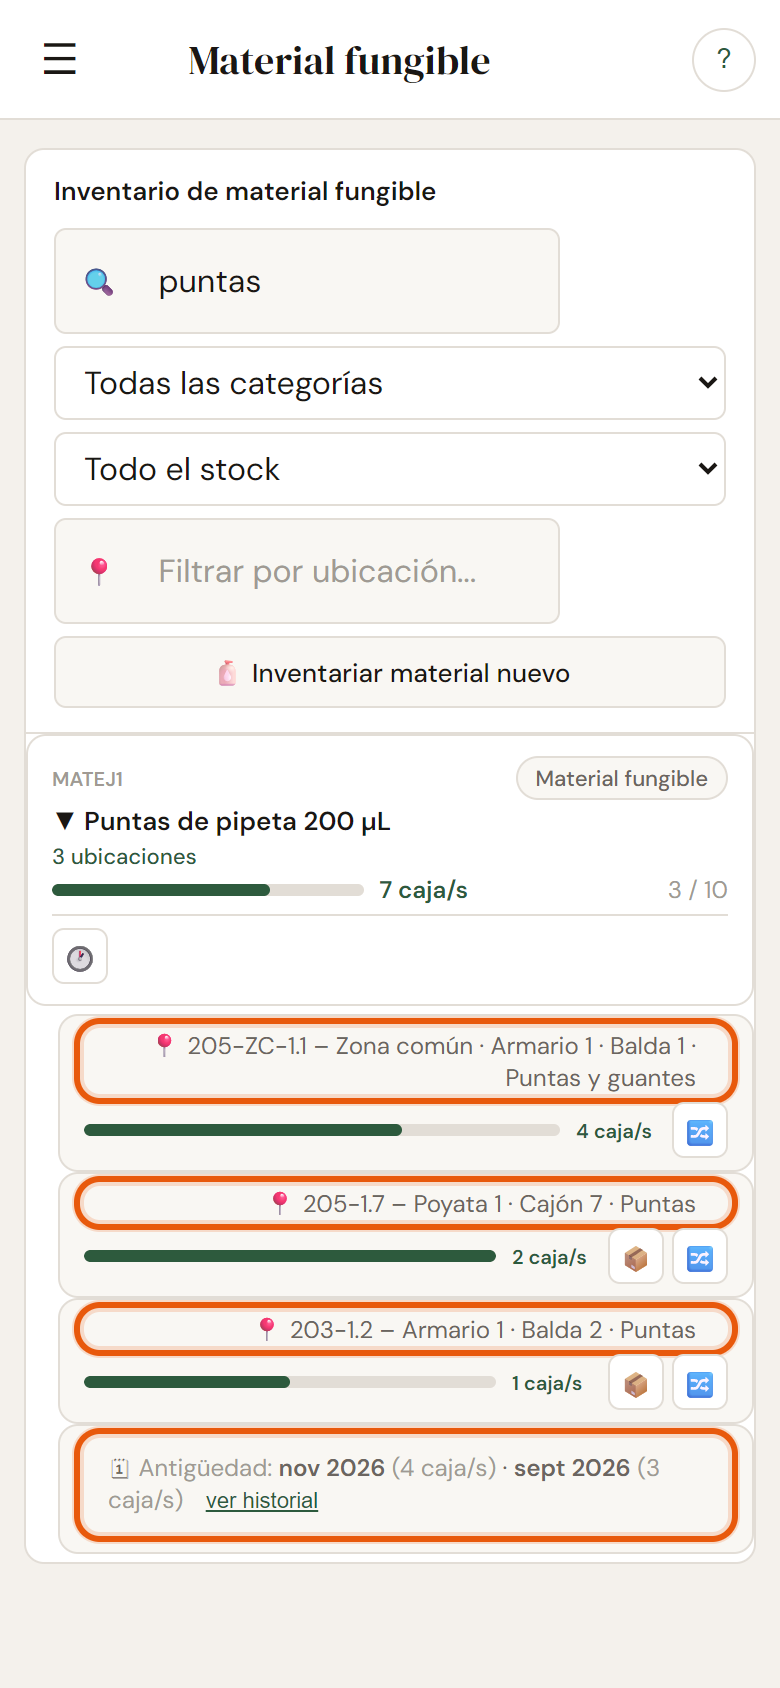 Material fungible
?
Inventario de material fungible
puntas
Todas las categorías
Todo el stock
Filtrar por ubicación...
Inventariar material nuevo
MATEJ1
Material fungible
▼ Puntas de pipeta 200 µL
3 ubicaciones
7 caja/s
3 / 10
205-ZC-1.1 – Zona común · Armario 1 · Balda 1 ·
Puntas y guantes
4 caja/s
205-1.7 – Poyata 1 · Cajón 7 · Puntas
2 caja/s
203-1.2 – Armario 1 · Balda 2 · Puntas
1 caja/s
Antigüedad: nov 2026 (4 caja/s) · sept 2026 (3
caja/s) ver historial